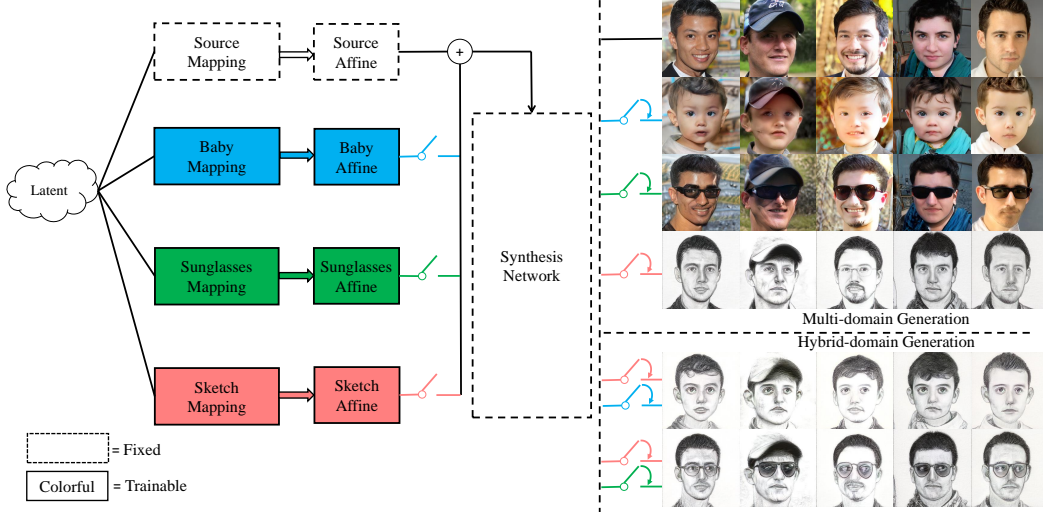 Source
Mapping
Source
Affine
+
Baby
Mapping
Baby
Affine
Latent
Sunglasses
Mapping
Sunglasses
Affine
Synthesis
Network
Sketch
Mapping
Sketch
Affine
= Fixed
Colorful = Trainable
Multi-domain Generation
Hybrid-domain Generation